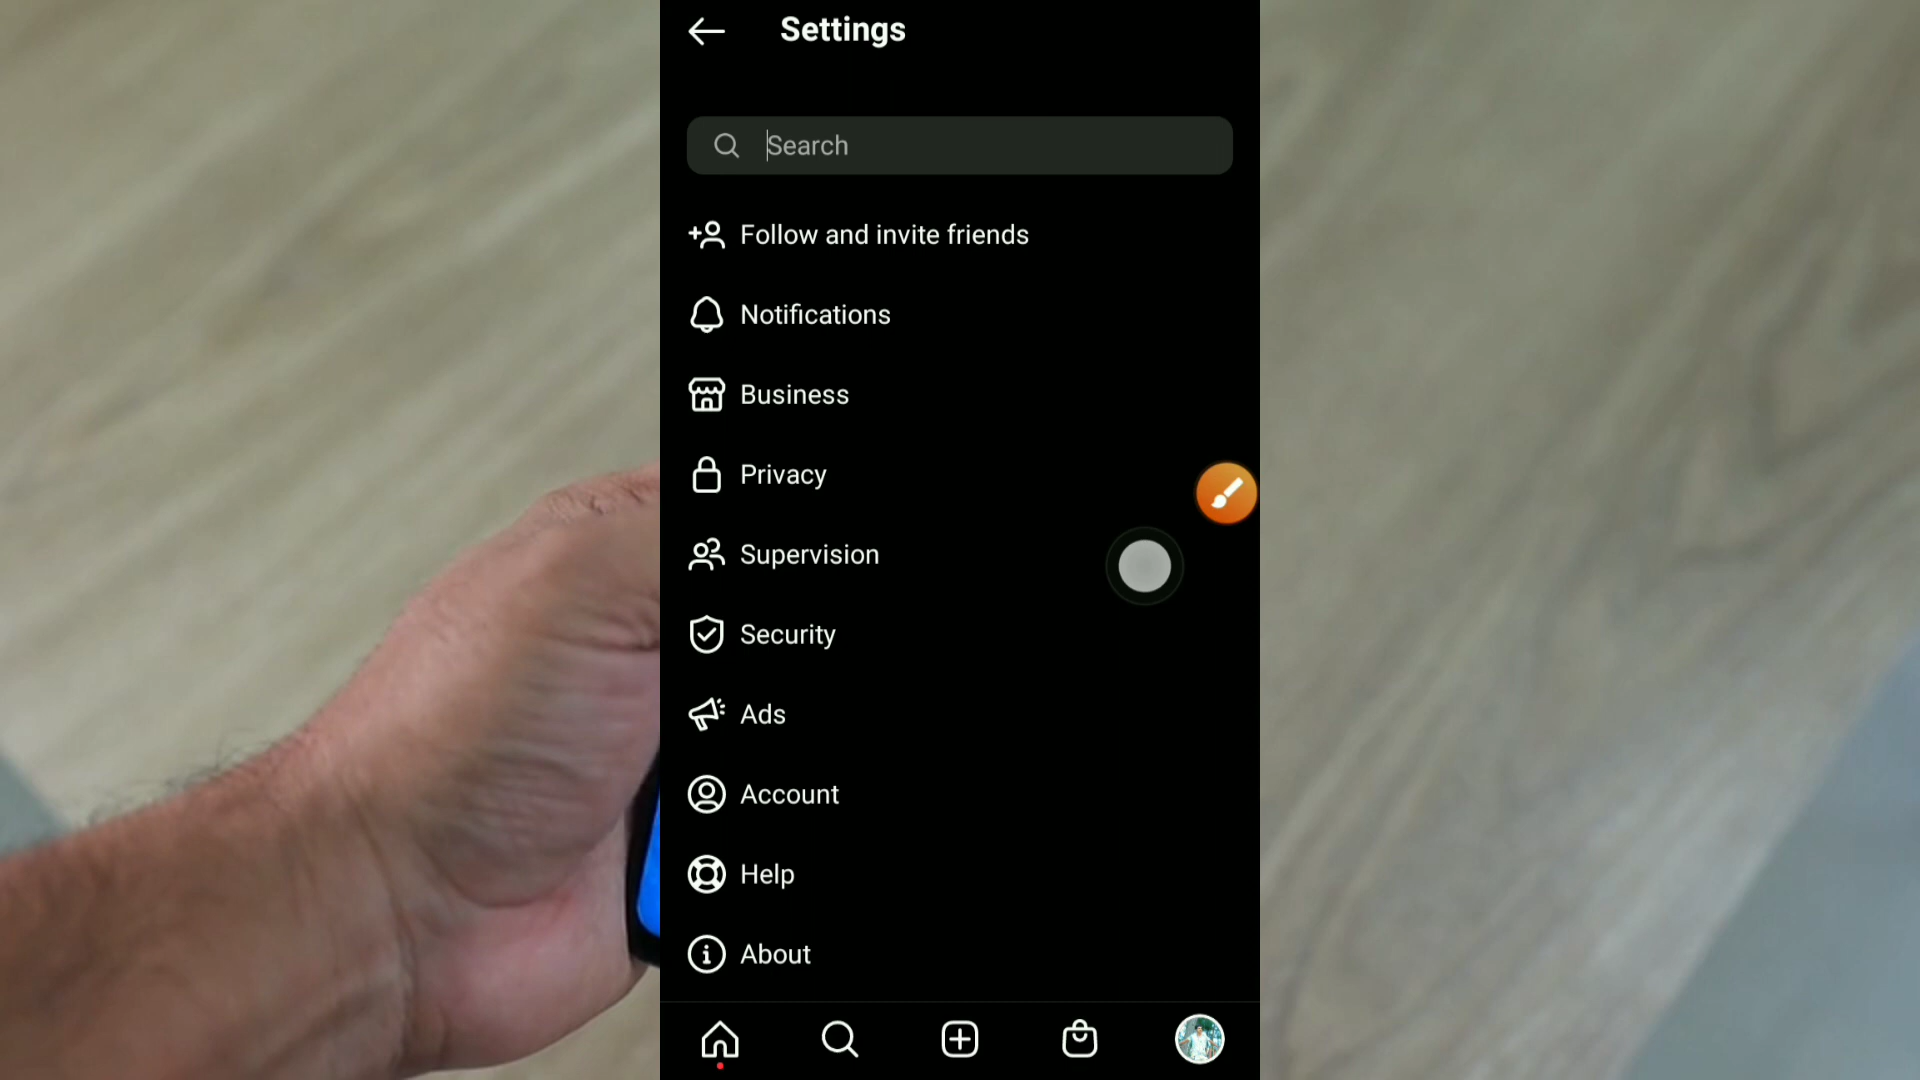 Settings
Search
Follow and invite friends
Notifications
Business
Privacy
Supervision
Security
Ads
Account
Help
About